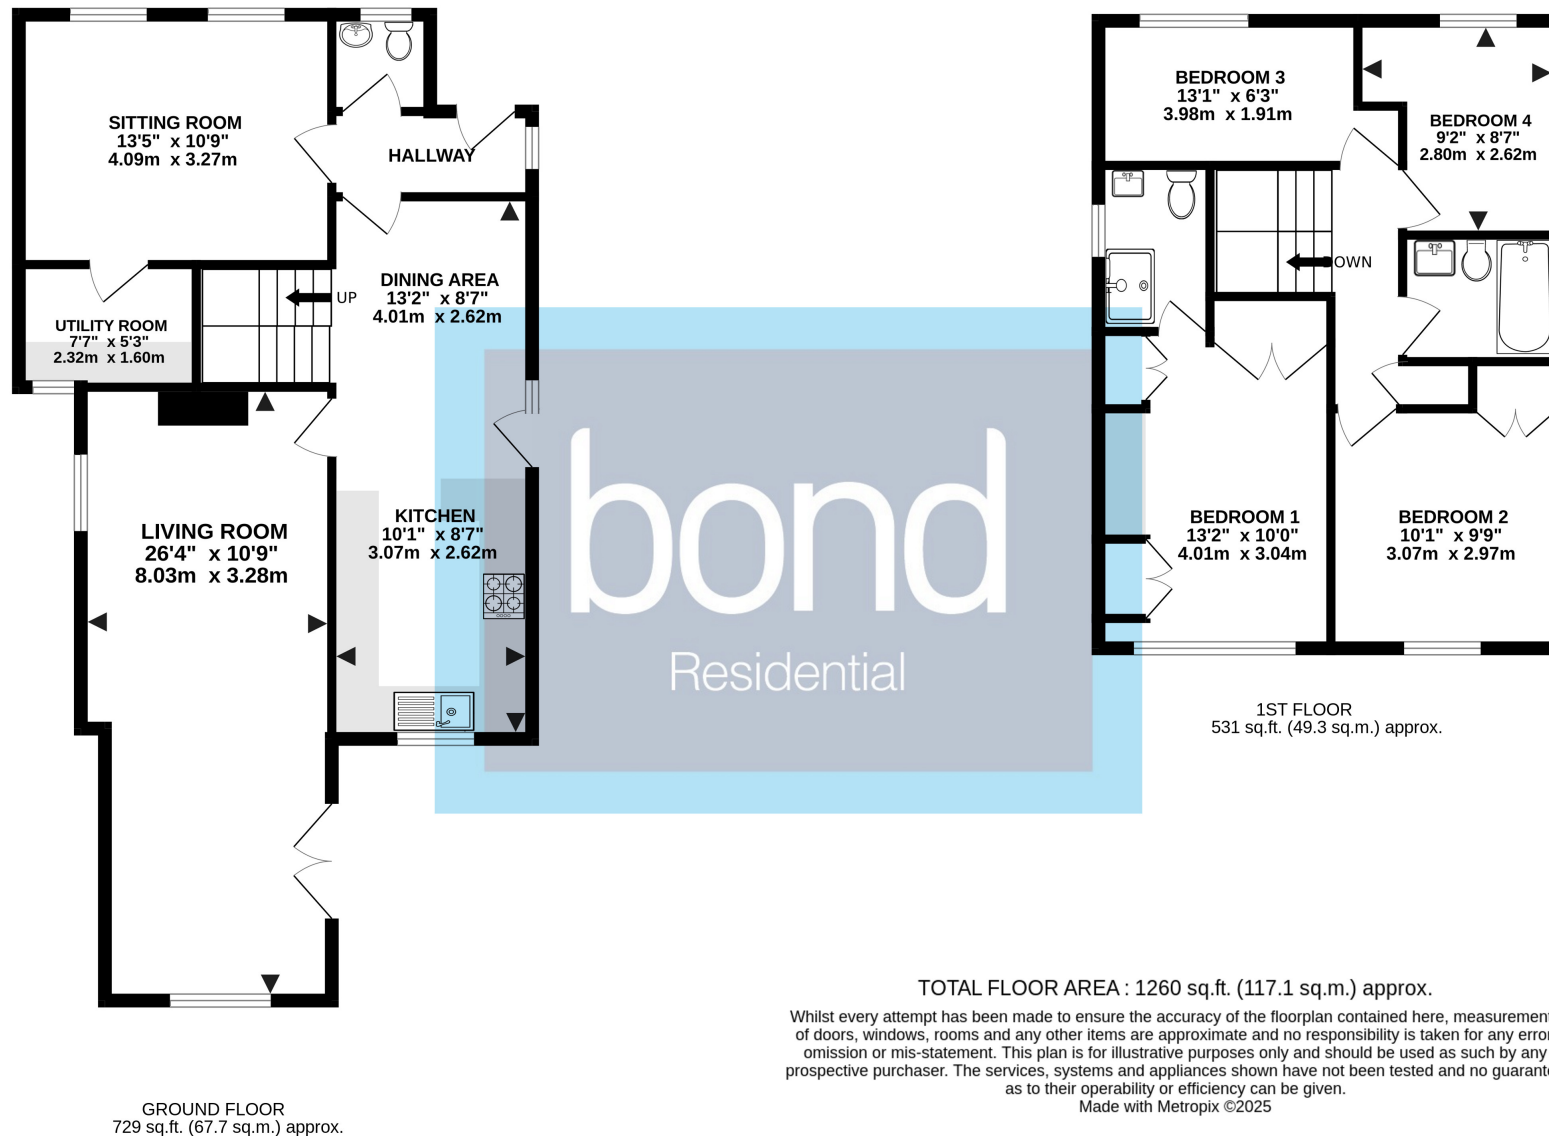 SITTING ROOM
13'5" x 10'9"
4.09m x 3.27m
HALLWAY
DINING AREA
13'2" x 8'7"
4.01m x 2.62m
UP
UTILITY ROOM
7'7" x 5'3"
2.32m x 1.60m
LIVING ROOM
26'4" x 10'9"
8.03m x 3.28m
KITCHEN
10'1" x 8'7"
3.07m x 2.62m
GROUND FLOOR
729 sq.ft. (67.7 sq.m.) approx.
bond
Residential
BEDROOM 3
13'1" x 6'3"
3.98m x 1.91m
BEDROOM 4
9'2" x 8'7"
2.80m x 2.62m
DOWN
BEDROOM 1
13'2" x 10'0"
4.01m x 3.04m
BEDROOM 2
10'1" x 9'9"
3.07m x 2.97m
1ST FLOOR
531 sq.ft. (49.3 sq.m.) approx.
TOTAL FLOOR AREA : 1260 sq.ft. (117.1 sq.m.) approx.
Whilst every attempt has been made to ensure the accuracy of the floorplan contained here, measurement
of doors, windows, rooms and any other items are approximate and no responsibility is taken for any error
omission or mis-statement. This plan is for illustrative purposes only and should be used as such by any
prospective purchaser. The services, systems and appliances shown have not been tested and no guarante
as to their operability or efficiency can be given.
Made with Metropix ©2025